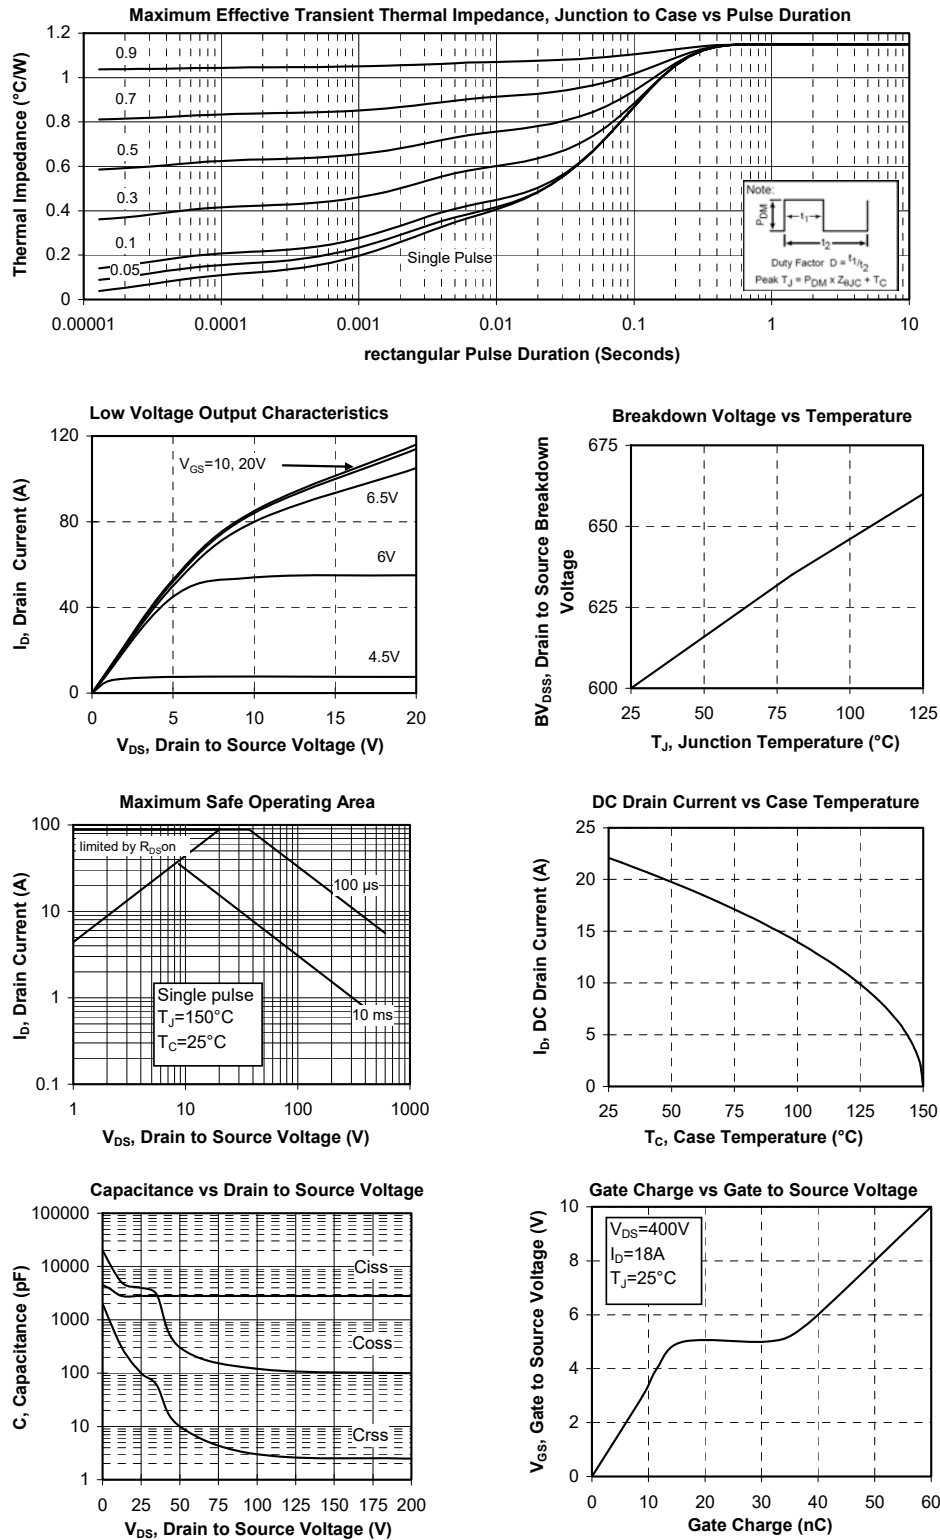 Maximum Effective Transient Thermal Impedance, Junction to Case vs Pulse Duration
Thermal Impedance (°C/W)
1.2
1
0.8
0.6
0.4
0.2
0
0.9
0.7
0.5
0.3
0.1
0.05
Single Pulse
Note:
PDM
t1
t2
Duty Factor D = t1/t2
Peak TJ = PDM x ZθJC + TC
0.00001 0.0001 0.001 0.01 0.1 1 10
rectangular Pulse Duration (Seconds)
Low Voltage Output Characteristics
ID, Drain Current (A)
120
80
40
0
VGS=10, 20V
6.5V
6V
4.5V
0 5 10 15 20
VDS, Drain to Source Voltage (V)
Breakdown Voltage vs Temperature
BVDSS, Drain to Source Breakdown
Voltage
675
650
625
600
25 50 75 100 125
TJ, Junction Temperature (°C)
Maximum Safe Operating Area
ID, Drain Current (A)
100
10
1
0.1
limited by RDSon
100 µs
10 ms
Single pulse
TJ=150°C
TC=25°C
1 10 100 1000
VDS, Drain to Source Voltage (V)
DC Drain Current vs Case Temperature
ID, DC Drain Current (A)
25
20
15
10
5
0
25 50 75 100 125 150
TC, Case Temperature (°C)
Capacitance vs Drain to Source Voltage
C, Capacitance (pF)
100000
10000
1000
100
10
1
Ciss
Coss
Crss
0 25 50 75 100 125 150 175 200
VDS, Drain to Source Voltage (V)
Gate Charge vs Gate to Source Voltage
VGS, Gate to Source Voltage (V)
10
8
6
4
2
0
VDS=400V
ID=18A
TJ=25°C
0 10 20 30 40 50 60
Gate Charge (nC)